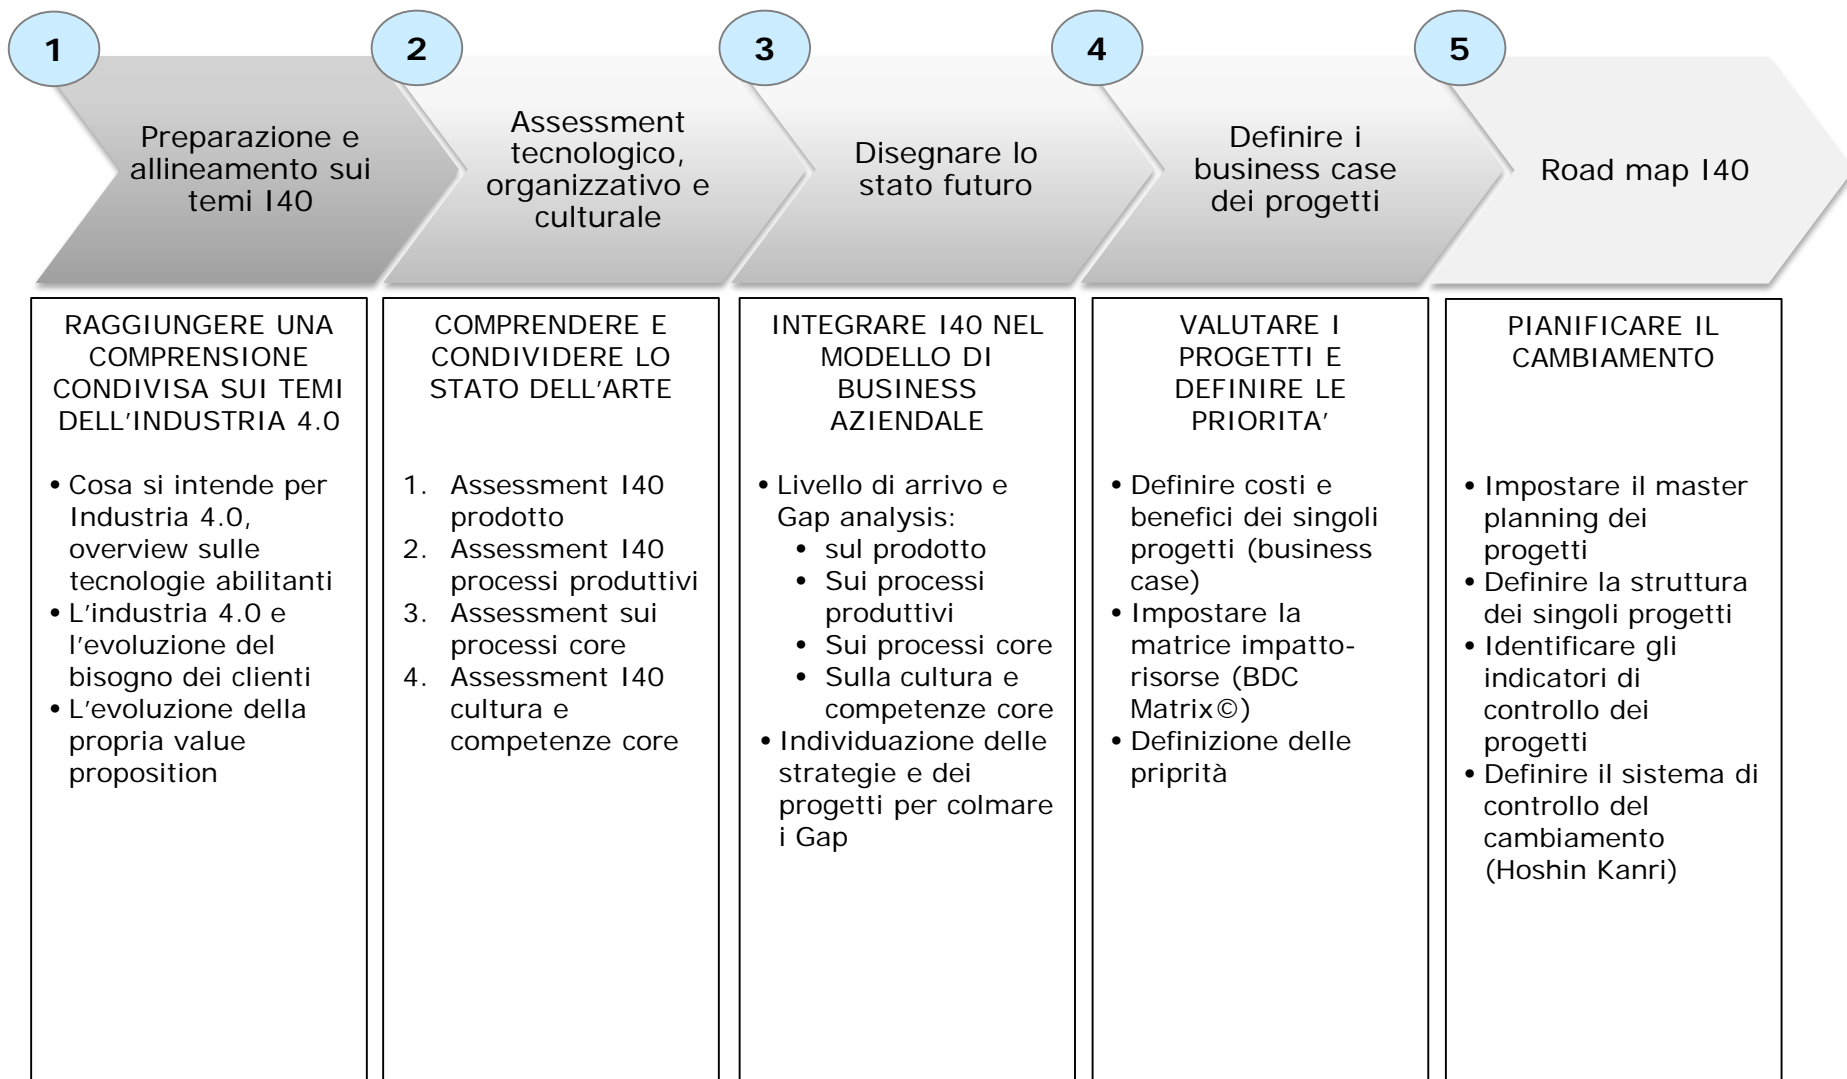 1
Preparazione e
allineamento sui
temi I40
2
Assessment
tecnologico,
organizzativo e
culturale
3
Disegnare lo
stato futuro
4
Definire i
business case
dei progetti
5
Road map I40
RAGGIUNGERE UNA
COMPRENSIONE
CONDIVISA SUI TEMI
DELL'INDUSTRIA 4.0
• Cosa si intende per
Industria 4.0,
overview sulle
tecnologie abilitanti
• L'industria 4.0 e
l'evoluzione del
bisogno dei clienti
• L'evoluzione della
propria value
proposition
COMPRENDERE E
CONDIVIDERE LO
STATO DELL'ARTE
1. Assessment I40
prodotto
2. Assessment I40
processi produttivi
3. Assessment sui
processi core
4. Assessment I40
cultura e
competenze core
INTEGRARE I40 NEL
MODELLO DI
BUSINESS
AZIENDALE
• Livello di arrivo e
Gap analysis:
• sul prodotto
• Sui processi
produttivi
• Sui processi core
• Sulla cultura e
competenze core
• Individuazione delle
strategie e dei
progetti per colmare
i Gap
VALUTARE I
PROGETTI E
DEFINIRE LE
PRIORITA'
• Definire costi e
benefici dei singoli
progetti (business
case)
• Impostare la
matrice impatto-
risorse (BDC
Matrix©)
• Definizione delle
priprità
PIANIFICARE IL
CAMBIAMENTO
• Impostare il master
planning dei
progetti
• Definire la struttura
dei singoli progetti
• Identificare gli
indicatori di
controllo dei
progetti
• Definire il sistema di
controllo del
cambiamento
(Hoshin Kanri)